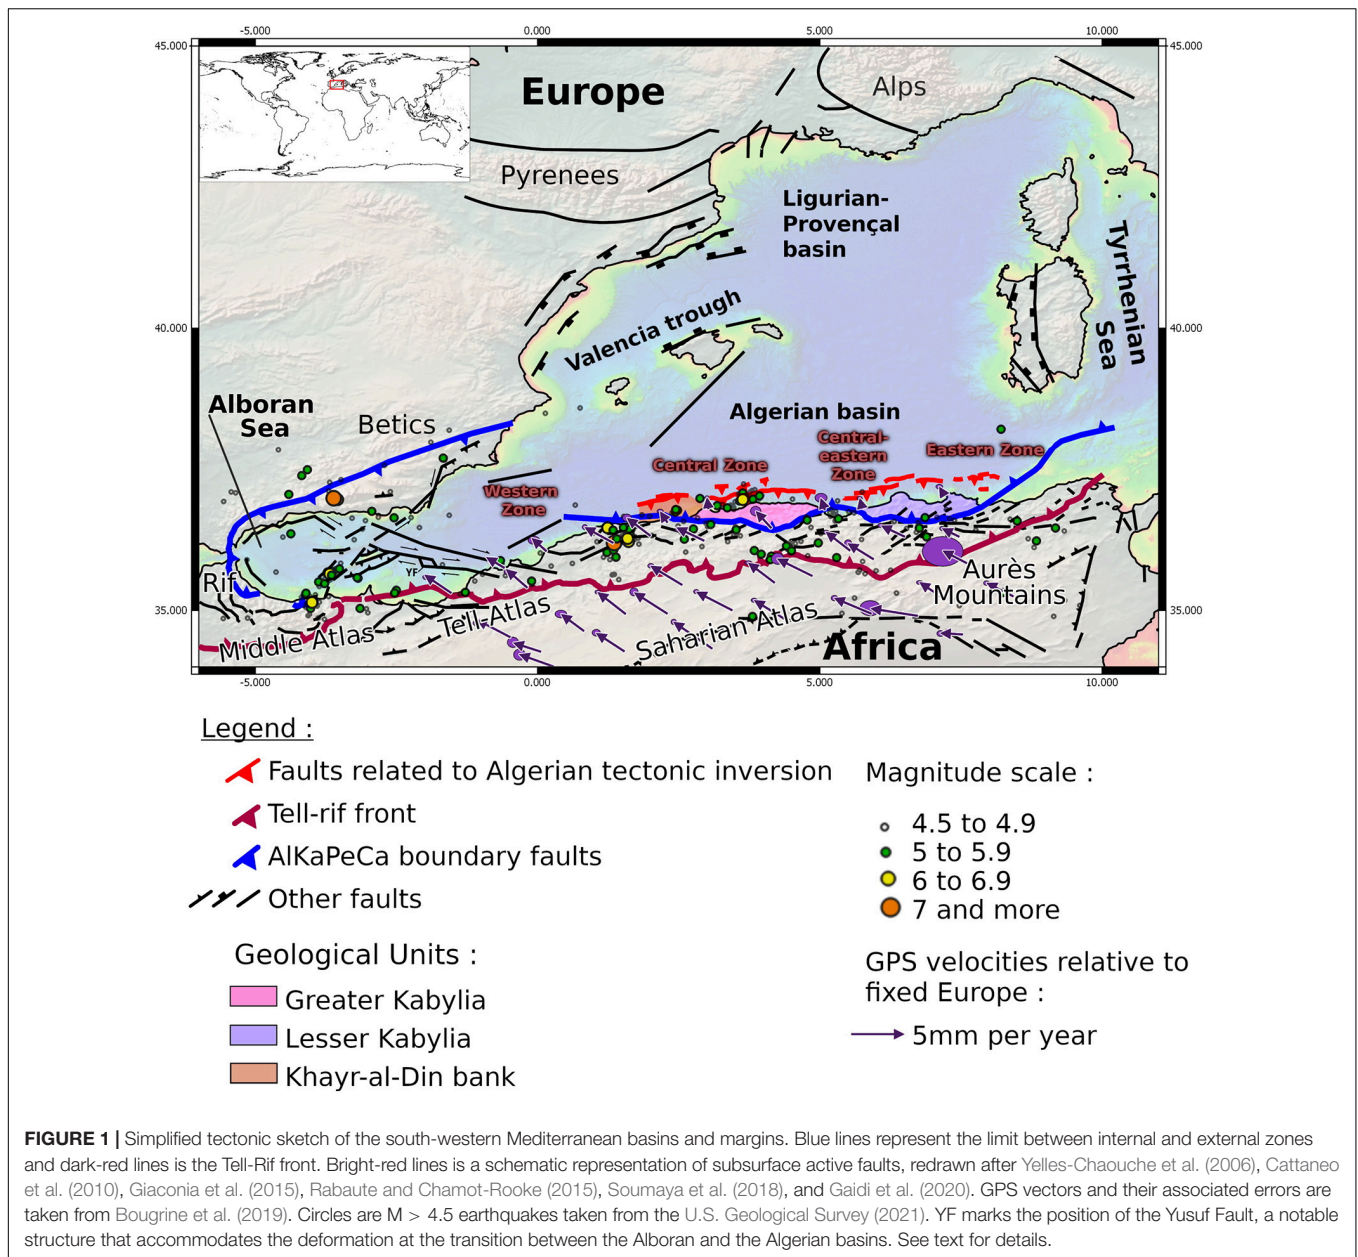 -5.000
0.000
5.000
10.000
45.000
45.000
Europe
Alps
Pyrenees
Ligurian-
Provençal
basin
Tyrrhenian
Sea
40.000
40.000
Valencia trough
Alboran
Sea
Betics
Algerian basin
Central Zone
Central-
eastern
Zone
Eastern Zone
Western
Zone
YF
Rif
Aurès
Mountains
35.000
35.000
Middle Atlas
Tell-Atlas
Saharian Atlas
Africa
-5.000
0.000
5.000
10.000
Legend :
Faults related to Algerian tectonic inversion
Tell-rif front
AlKaPeCa boundary faults
Other faults
Geological Units :
Greater Kabylia
Lesser Kabylia
Khayr-al-Din bank
Magnitude scale :
4.5 to 4.9
5 to 5.9
6 to 6.9
7 and more
GPS velocities relative to
fixed Europe :
5mm per year
FIGURE 1 | Simplified tectonic sketch of the south-western Mediterranean basins and margins. Blue lines represent the limit between internal and external zones
and dark-red lines is the Tell-Rif front. Bright-red lines is a schematic representation of subsurface active faults, redrawn after Yelles-Chaouche et al. (2006), Cattaneo
et al. (2010), Giaconia et al. (2015), Rabaute and Chamot-Rooke (2015), Soumaya et al. (2018), and Gaidi et al. (2020). GPS vectors and their associated errors are
taken from Bougrine et al. (2019). Circles are M > 4.5 earthquakes taken from the U.S. Geological Survey (2021). YF marks the position of the Yusuf Fault, a notable
structure that accommodates the deformation at the transition between the Alboran and the Algerian basins. See text for details.